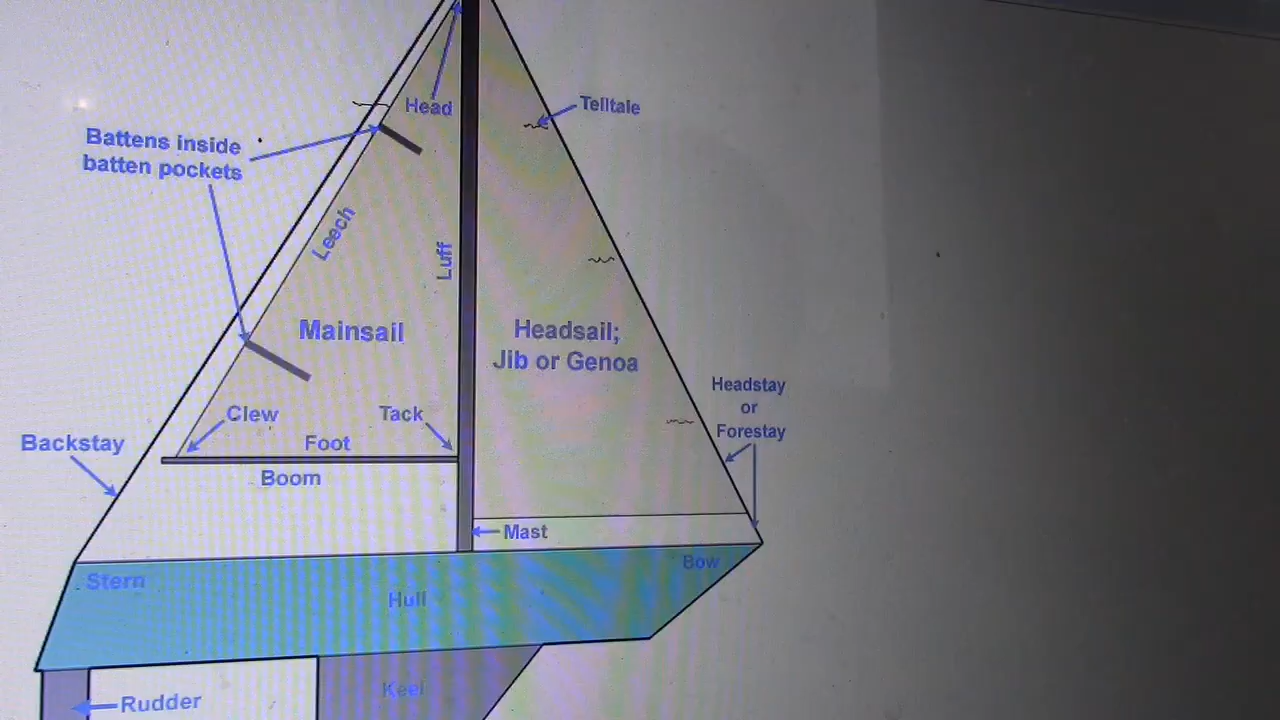 Head
Telltale
Battens inside
batten pockets
Leech
Luff
Mainsail
Headsail;
Jib or Genoa
Headstay
or
Forestay
Clew
Tack
Backstay
Foot
Boom
Mast
Bow
Stern
Hull
Keel
Rudder